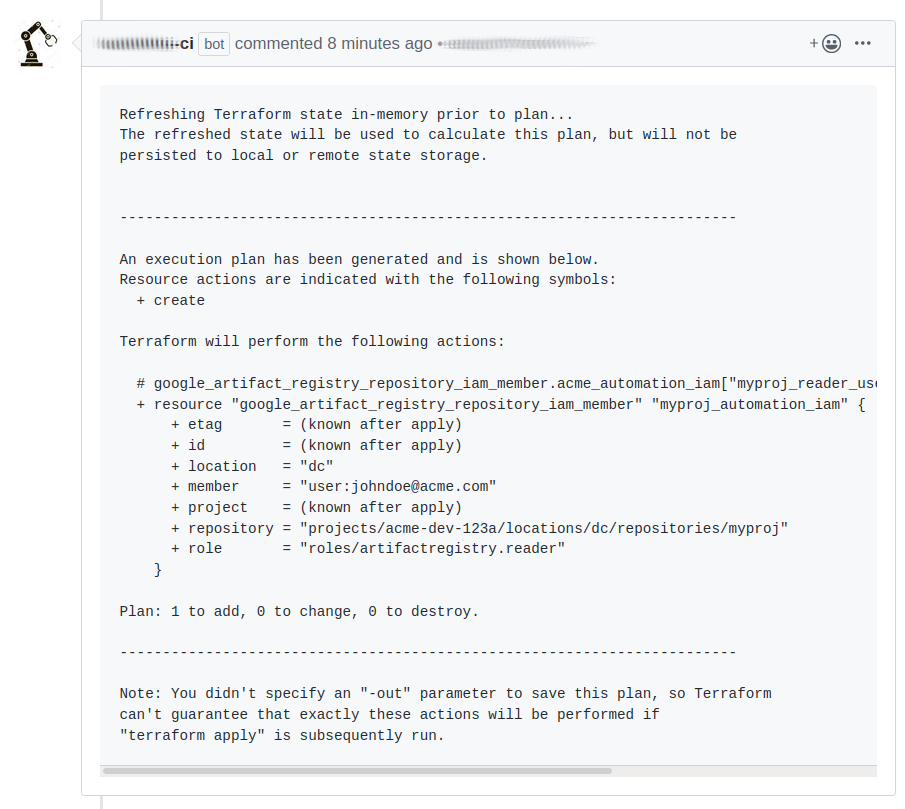 -ci bot commented 8 minutes ago •
Refreshing Terraform state in-memory prior to plan...
The refreshed state will be used to calculate this plan, but will not be
persisted to local or remote state storage.
------------------------------------------------------------------------
An execution plan has been generated and is shown below.
Resource actions are indicated with the following symbols:
  + create
Terraform will perform the following actions:
  # google_artifact_registry_repository_iam_member.acme_automation_iam["myproj_reader_use
  + resource "google_artifact_registry_repository_iam_member" "myproj_automation_iam" {
      + etag       = (known after apply)
      + id         = (known after apply)
      + location   = "dc"
      + member     = "user:johndoe@acme.com"
      + project    = (known after apply)
      + repository = "projects/acme-dev-123a/locations/dc/repositories/myproj"
      + role       = "roles/artifactregistry.reader"
    }
Plan: 1 to add, 0 to change, 0 to destroy.
------------------------------------------------------------------------
Note: You didn't specify an "-out" parameter to save this plan, so Terraform
can't guarantee that exactly these actions will be performed if
"terraform apply" is subsequently run.